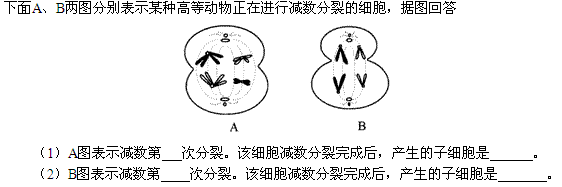 下面A、B两图分别表示某种高等动物正在进行减数分裂的细胞，据图回答
A
B
（1）A图表示减数第___次分裂。该细胞减数分裂完成后，产生的子细胞是______。
（2）B图表示减数第____次分裂。该细胞减数分裂完成后，产生的子细胞是________。